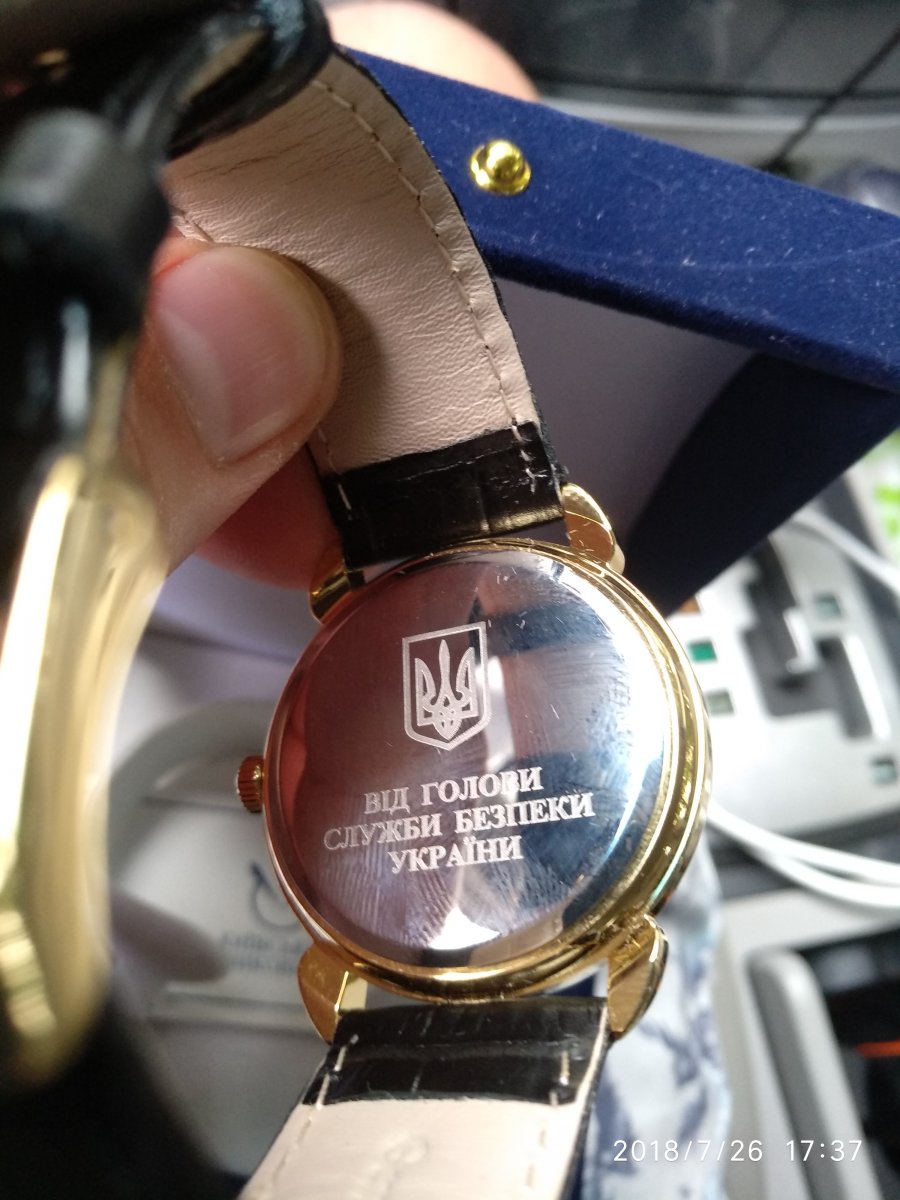 ВІД ГОЛОВИ
СЛУЖБИ БЕЗПЕКИ
УКРАЇНИ
2018/7/26 17:37